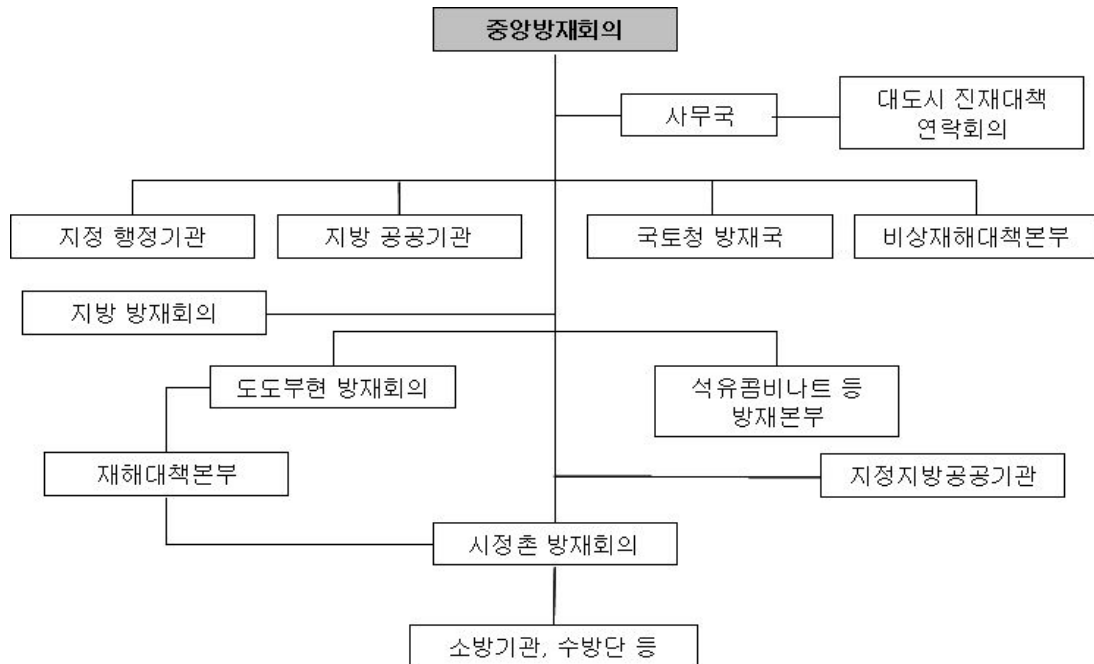 중앙방재회의
사무국
대도시 진재대책
연락회의
지정 행정기관
지방 공공기관
국토청 방재국
비상재해대책본부
지방 방재회의
도도부현 방재회의
석유콤비나트 등
방재본부
재해대책본부
지정지방공공기관
시정촌 방재회의
소방기관, 수방단 등